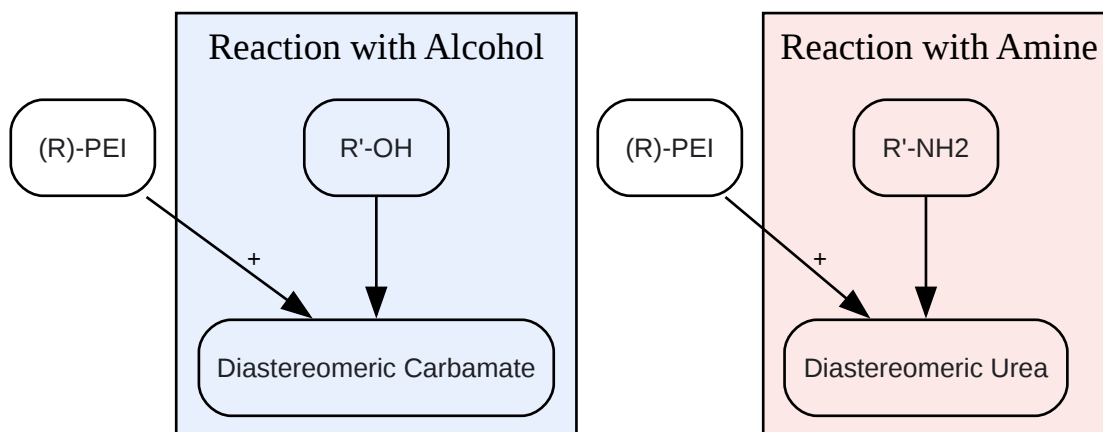 Reaction with Alcohol
Reaction with Amine
(R)-PEI
R'-OH
(R)-PEI
R'-NH2
+
+
Diastereomeric Carbamate
Diastereomeric Urea